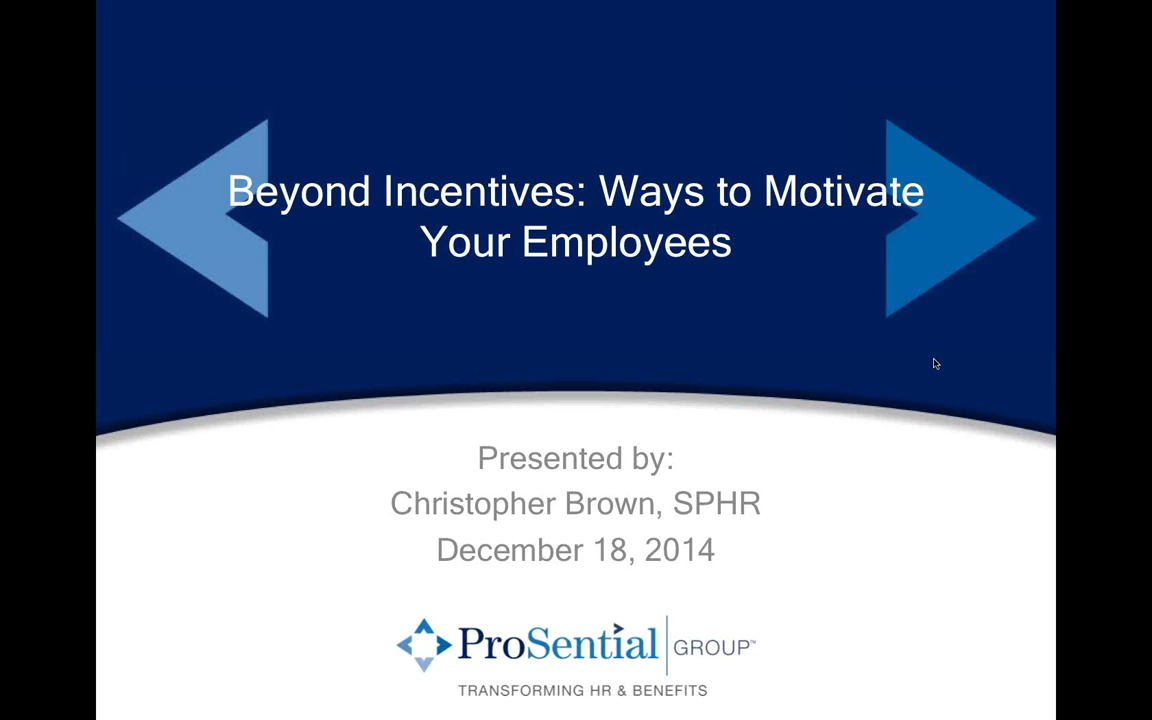 Beyond Incentives: Ways to Motivate
Your Employees
Presented by:
Christopher Brown, SPHR
December 18, 2014
ProSential GROUP™
TRANSFORMING HR & BENEFITS